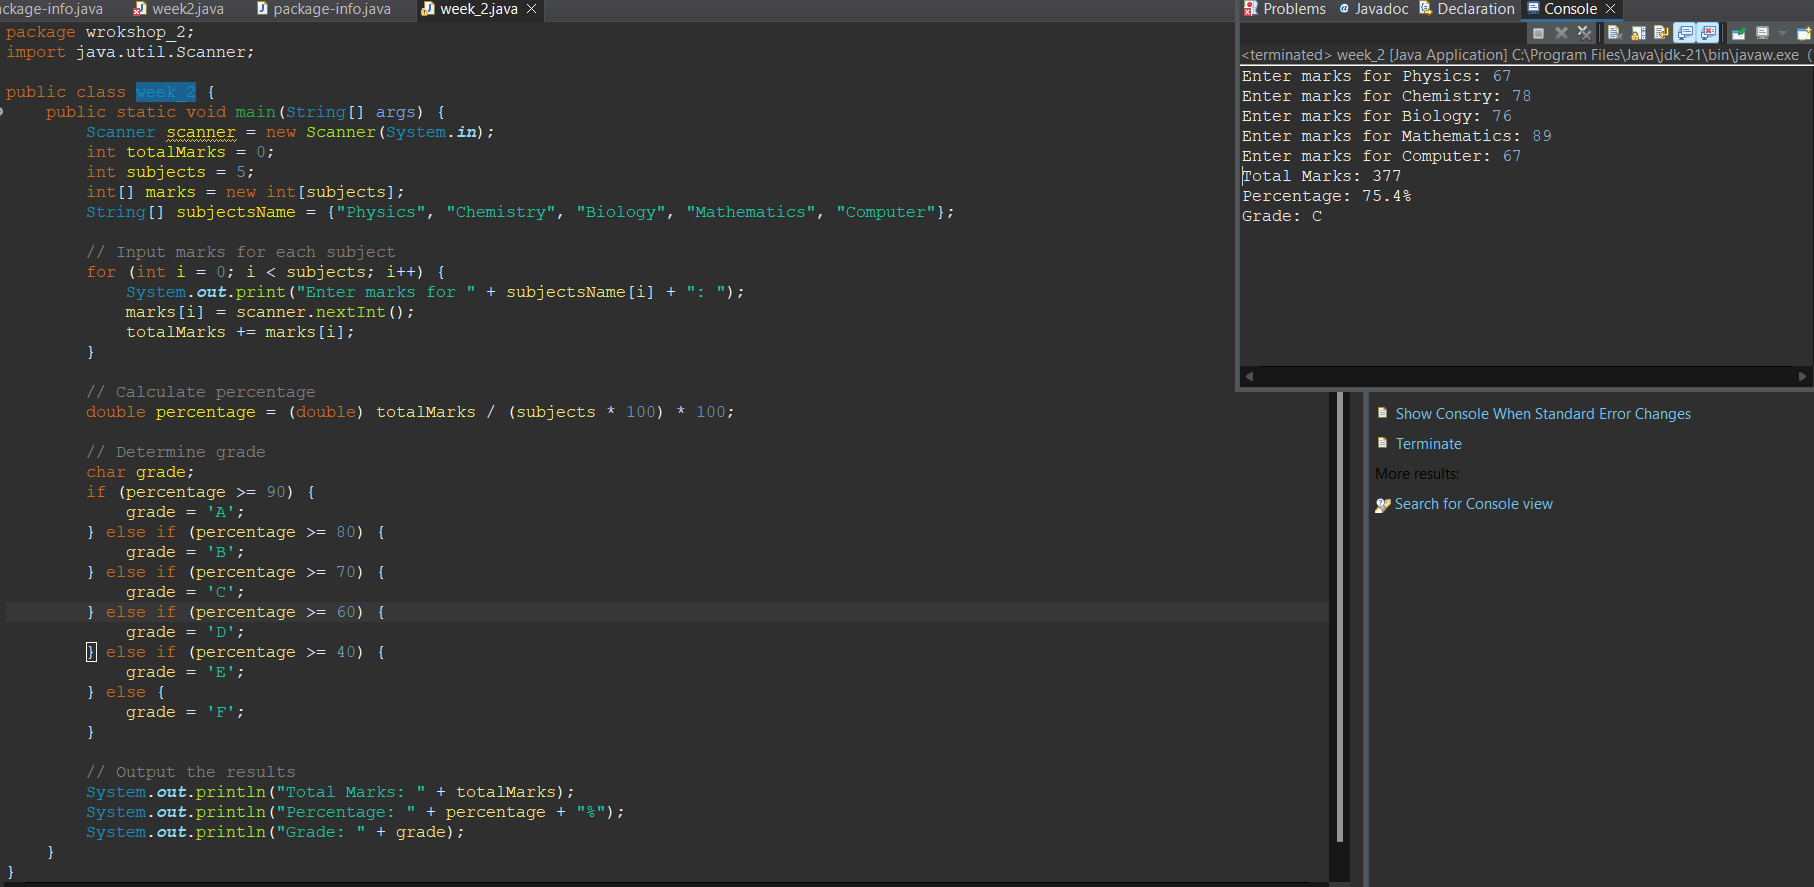 ckage-info.java week2.java package-info.java week_2.java
package wrokshop_2;
import java.util.Scanner;
public class week_2 {
public static void main(String[] args) {
Scanner scanner = new Scanner(System.in);
int totalMarks = 0;
int subjects = 5;
int[] marks = new int[subjects];
String[] subjectsName = {"Physics", "Chemistry", "Biology", "Mathematics", "Computer"};
// Input marks for each subject
for (int i = 0; i < subjects; i++) {
System.out.print("Enter marks for " + subjectsName[i] + ": ");
marks[i] = scanner.nextInt();
totalMarks += marks[i];
}
// Calculate percentage
double percentage = (double) totalMarks / (subjects * 100) * 100;
// Determine grade
char grade;
if (percentage >= 90) {
grade = 'A';
} else if (percentage >= 80) {
grade = 'B';
} else if (percentage >= 70) {
grade = 'C';
} else if (percentage >= 60) {
grade = 'D';
} else if (percentage >= 40) {
grade = 'E';
} else {
grade = 'F';
}
// Output the results
System.out.println("Total Marks: " + totalMarks);
System.out.println("Percentage: " + percentage + "%");
System.out.println("Grade: " + grade);
}
}
Problems Javadoc Declaration Console
<terminated> week_2 [Java Application] C:\Program Files\Java\jdk-21\bin\javaw.exe (
Enter marks for Physics: 67
Enter marks for Chemistry: 78
Enter marks for Biology: 76
Enter marks for Mathematics: 89
Enter marks for Computer: 67
Total Marks: 377
Percentage: 75.4%
Grade: C
Show Console When Standard Error Changes
Terminate
More results:
Search for Console view